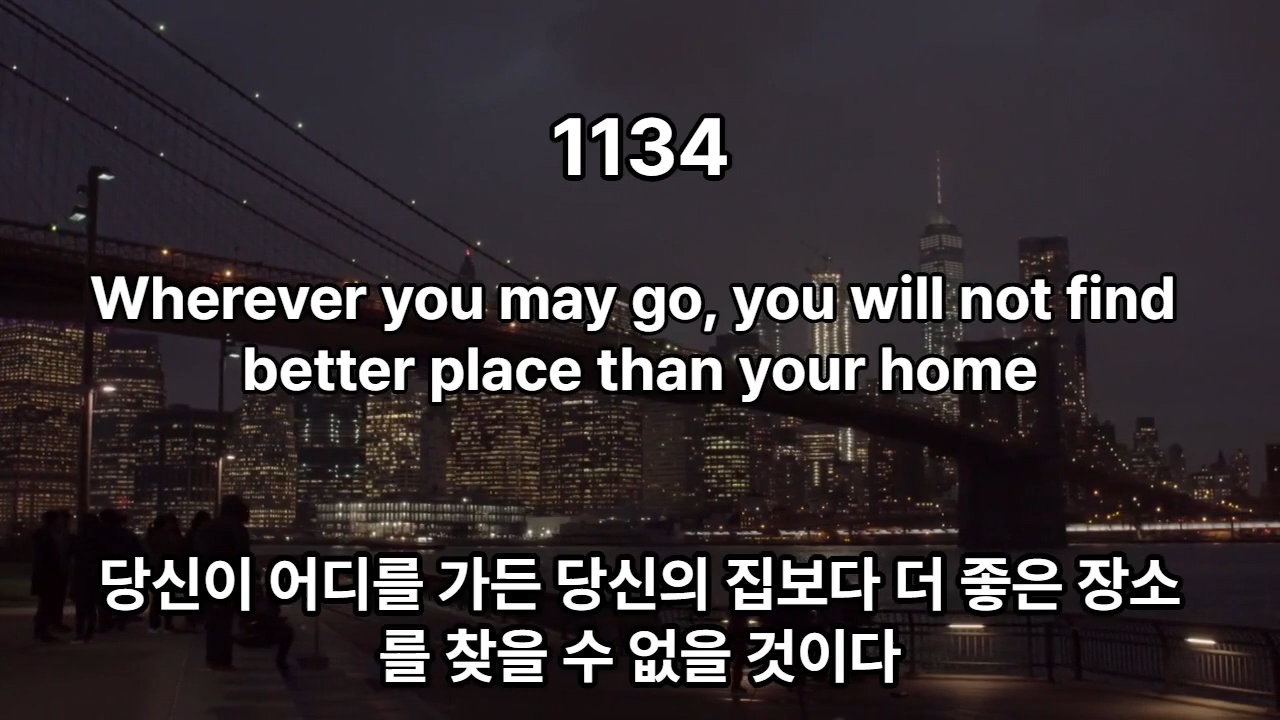 1134
Wherever you may go, you will not find
better place than your home
당신이 어디를 가든 당신의 집보다 더 좋은 장소
를 찾을 수 없을 것이다